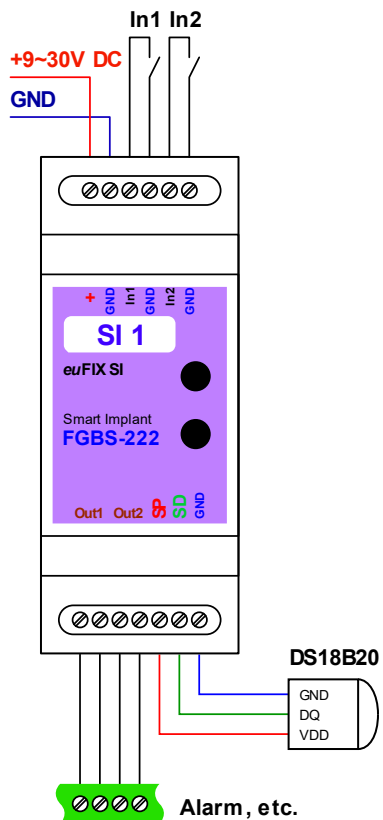 In1 In2
+9~30V DC
GND
+ GND In1 GND In2 GND
SI 1
euFIX SI
Smart Implant
FGBS-222
Out1 Out2 SP SD GND
DS18B20
GND
DQ
VDD
Alarm, etc.